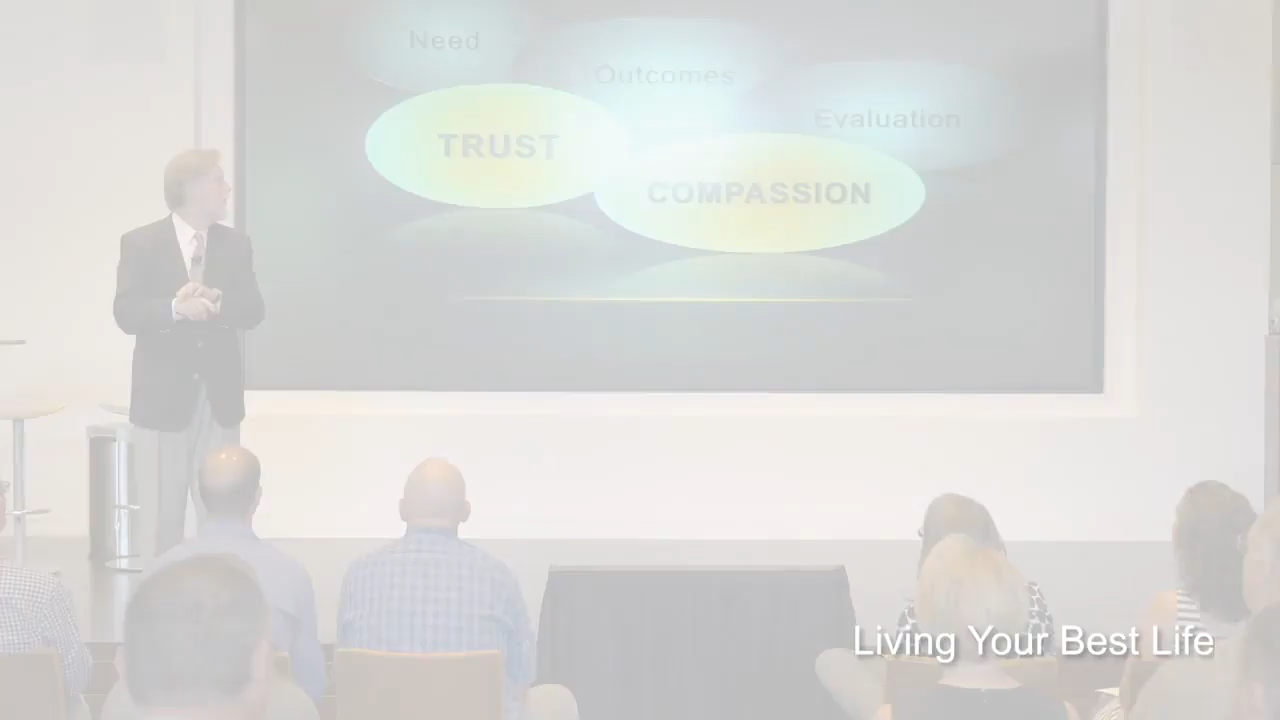 Need
Outcomes
Evaluation
TRUST
COMPASSION
Living Your Best Life